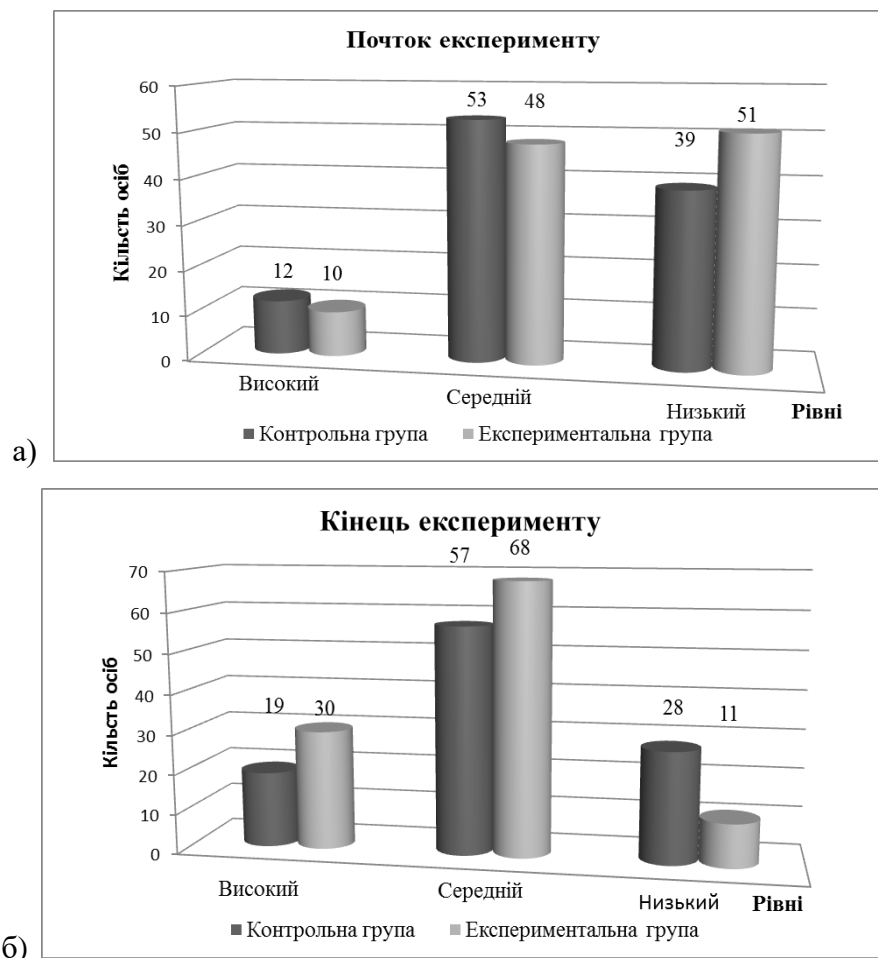 Почток експерименту
60
50
40
30
20
10
0
Кільсть осіб
53
48
51
39
12
10
Високий
Середній
Низький
Рівні
Контрольна група
Експериментальна група
а)
Кінець експерименту
70
60
50
40
30
20
10
0
Кільсть осіб
57
68
19
30
28
11
Високий
Середній
Низький
Рівні
Контрольна група
Експериментальна група
б)